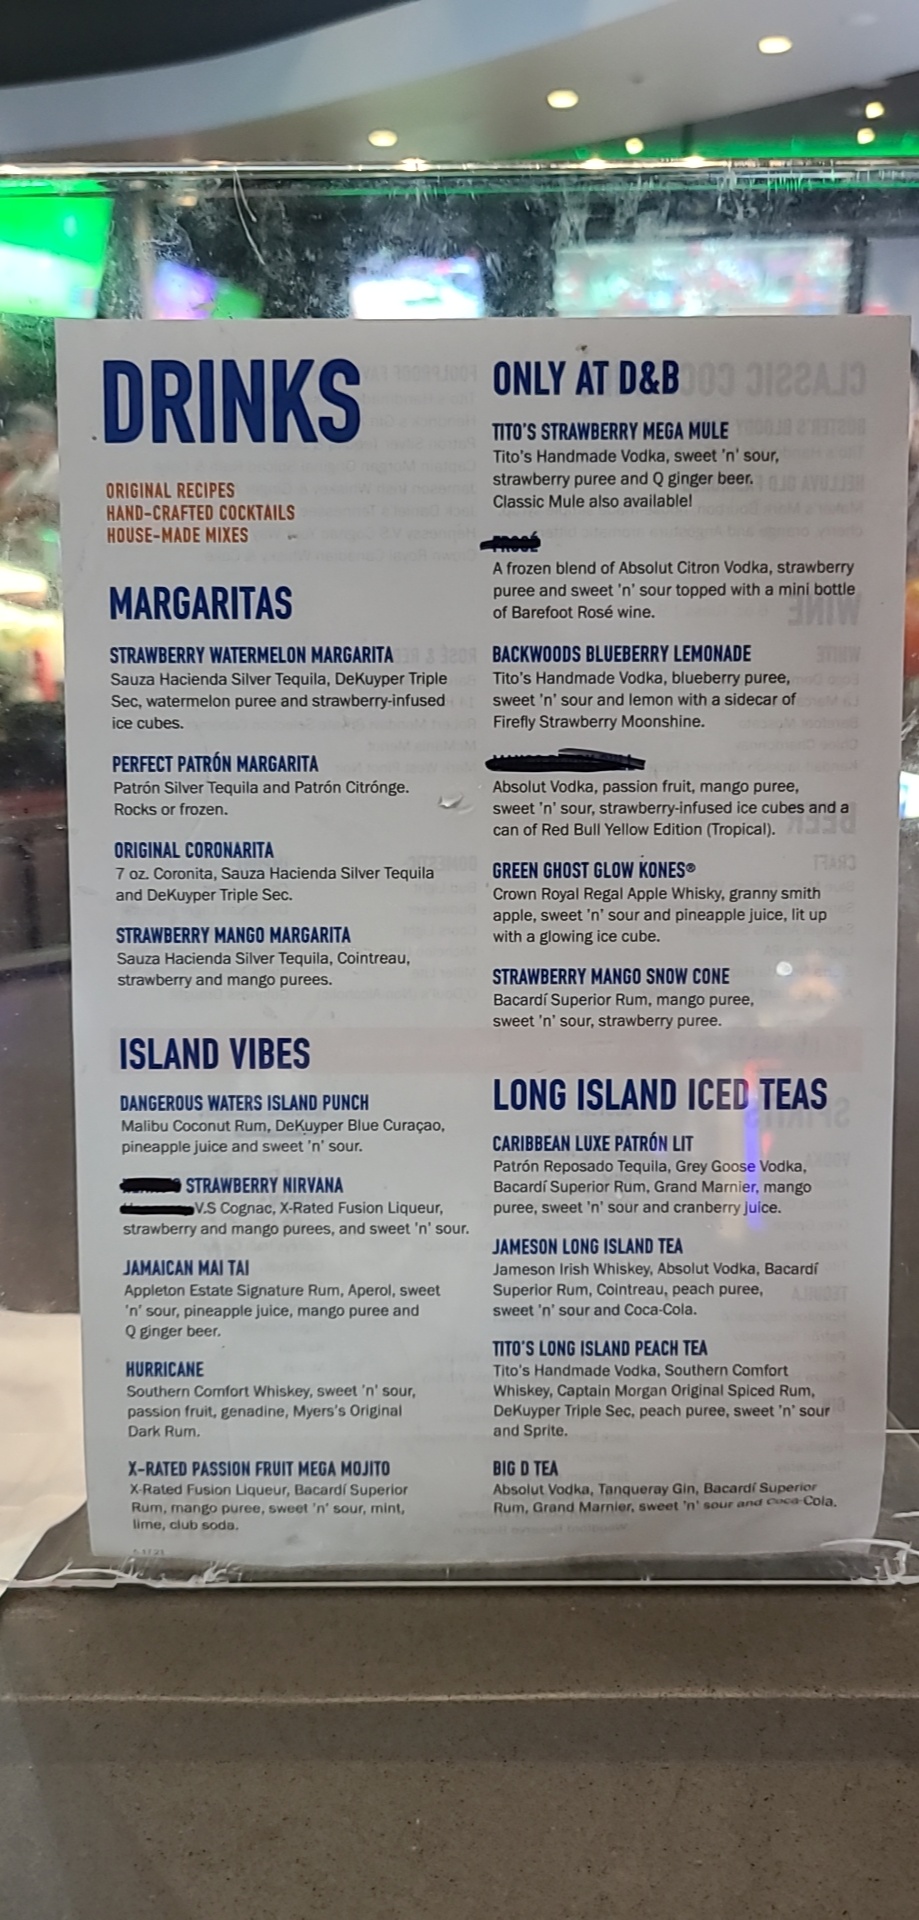 DRINKS
ORIGINAL RECIPES
HAND-CRAFTED COCKTAILS
HOUSE-MADE MIXES
MARGARITAS
STRAWBERRY WATERMELON MARGARITA
Sauza Hacienda Silver Tequila, DeKuyper Triple
Sec, watermelon puree and strawberry-infused
ice cubes.
PERFECT PATRÓN MARGARITA
Patrón Silver Tequila and Patrón Citrónge.
Rocks or frozen.
ORIGINAL CORONARITA
7 oz. Coronita, Sauza Hacienda Silver Tequila
and DeKuyper Triple Sec.
STRAWBERRY MANGO MARGARITA
Sauza Hacienda Silver Tequila, Cointreau,
strawberry and mango purees.
ISLAND VIBES
DANGEROUS WATERS ISLAND PUNCH
Malibu Coconut Rum, DeKuyper Blue Curaçao,
pineapple juice and sweet 'n' sour.
STRAWBERRY NIRVANA
V.S Cognac, X-Rated Fusion Liqueur,
strawberry and mango purees, and sweet 'n' sour.
JAMAICAN MAI TAI
Appleton Estate Signature Rum, Aperol, sweet
'n' sour, pineapple juice, mango puree and
Q ginger beer.
HURRICANE
Southern Comfort Whiskey, sweet 'n' sour,
passion fruit, genadine, Myers's Original
Dark Rum.
X-RATED PASSION FRUIT MEGA MOJITO
X-Rated Fusion Liqueur, Bacardí Superior
Rum, mango puree, sweet 'n' sour, mint,
lime, club soda.
ONLY AT D&B
TITO'S STRAWBERRY MEGA MULE
Tito's Handmade Vodka, sweet 'n' sour,
strawberry puree and Q ginger beer.
Classic Mule also available!
FROSÉ
A frozen blend of Absolut Citron Vodka, strawberry
puree and sweet 'n' sour topped with a mini bottle
of Barefoot Rosé wine.
BACKWOODS BLUEBERRY LEMONADE
Tito's Handmade Vodka, blueberry puree,
sweet 'n' sour and lemon with a sidecar of
Firefly Strawberry Moonshine.
Absolut Vodka, passion fruit, mango puree,
sweet 'n' sour, strawberry-infused ice cubes and a
can of Red Bull Yellow Edition (Tropical).
GREEN GHOST GLOW KONES®
Crown Royal Regal Apple Whisky, granny smith
apple, sweet 'n' sour and pineapple juice, lit up
with a glowing ice cube.
STRAWBERRY MANGO SNOW CONE
Bacardí Superior Rum, mango puree,
sweet 'n' sour, strawberry puree.
LONG ISLAND ICED TEAS
CARIBBEAN LUXE PATRÓN LIT
Patrón Reposado Tequila, Grey Goose Vodka,
Bacardí Superior Rum, Grand Marnier, mango
puree, sweet 'n' sour and cranberry juice.
JAMESON LONG ISLAND TEA
Jameson Irish Whiskey, Absolut Vodka, Bacardí
Superior Rum, Cointreau, peach puree,
sweet 'n' sour and Coca-Cola.
TITO'S LONG ISLAND PEACH TEA
Tito's Handmade Vodka, Southern Comfort
Whiskey, Captain Morgan Original Spiced Rum,
DeKuyper Triple Sec, peach puree, sweet 'n' sour
and Sprite.
BIG D TEA
Absolut Vodka, Tanqueray Gin, Bacardí Superior
Rum, Grand Marnier, sweet 'n' sour and Coca-Cola.